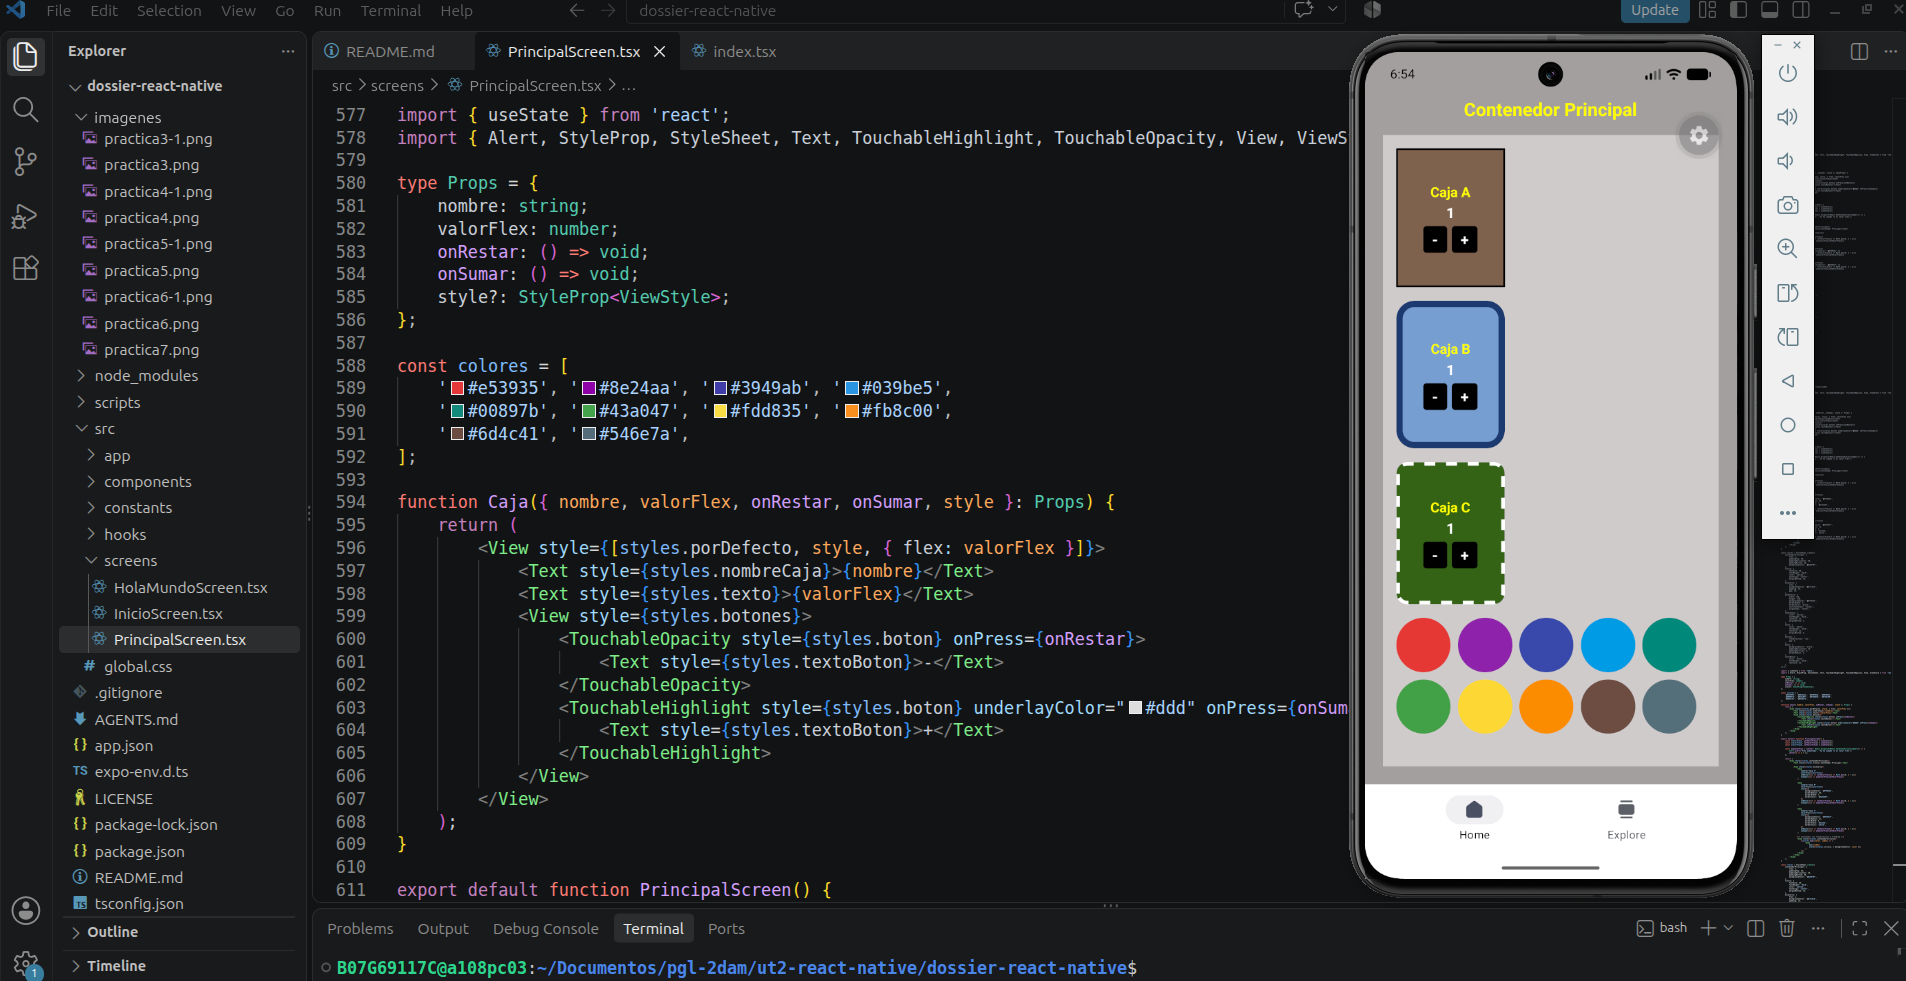 File Edit Selection View Go Run Terminal Help
dossier-react-native
Update
Explorer
dossier-react-native
imagenes
practica3-1.png
practica3.png
practica4-1.png
practica4.png
practica5-1.png
practica5.png
practica6-1.png
practica6.png
practica7.png
node_modules
scripts
src
app
components
constants
hooks
screens
HolaMundoScreen.tsx
InicioScreen.tsx
PrincipalScreen.tsx
global.css
.gitignore
AGENTS.md
app.json
expo-env.d.ts
LICENSE
package-lock.json
package.json
README.md
tsconfig.json
Outline
Timeline
1
README.md PrincipalScreen.tsx index.tsx
src > screens > PrincipalScreen.tsx > ...
577 import { useState } from 'react';
578 import { Alert, StyleProp, StyleSheet, Text, TouchableHighlight, TouchableOpacity, View, ViewS
579
580 type Props = {
581 nombre: string;
582 valorFlex: number;
583 onRestar: () => void;
584 onSumar: () => void;
585 style?: StyleProp<ViewStyle>;
586 };
587
588 const colores = [
589 '#e53935', '#8e24aa', '#3949ab', '#039be5',
590 '#00897b', '#43a047', '#fdd835', '#fb8c00',
591 '#6d4c41', '#546e7a',
592 ];
593
594 function Caja({ nombre, valorFlex, onRestar, onSumar, style }: Props) {
595 return (
596 <View style={[styles.porDefecto, style, { flex: valorFlex }]}>
597 <Text style={styles.nombreCaja}>{nombre}</Text>
598 <Text style={styles.texto}>{valorFlex}</Text>
599 <View style={styles.botones}>
600 <TouchableOpacity style={styles.boton} onPress={onRestar}>
601 <Text style={styles.textoBoton}>-</Text>
602 </TouchableOpacity>
603 <TouchableHighlight style={styles.boton} underlayColor="#ddd" onPress={onSum
604 <Text style={styles.textoBoton}>+</Text>
605 </TouchableHighlight>
606 </View>
607 </View>
608 );
609 }
610
611 export default function PrincipalScreen() {
6:54
Contenedor Principal
Caja A
1
- +
Caja B
1
- +
Caja C
1
- +
Home Explore
Problems Output Debug Console Terminal Ports
bash
B07G69117C@a108pc03:~/Documentos/pgl-2dam/ut2-react-native/dossier-react-native$